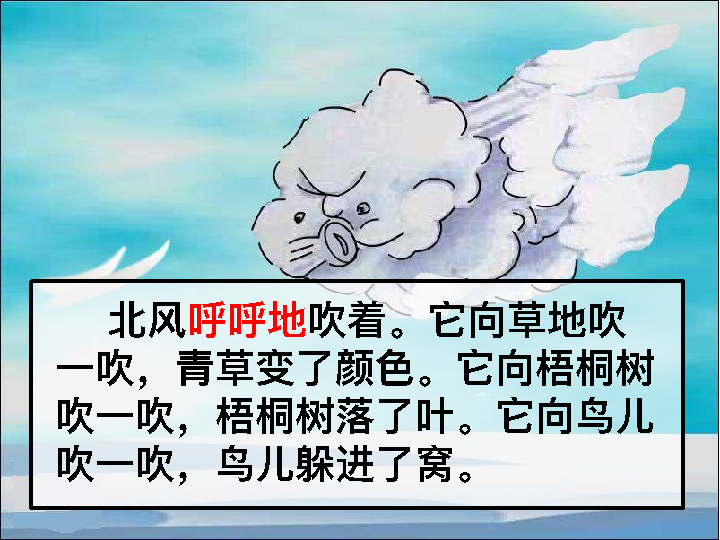 北风呼呼地吹着。它向草地吹
一吹，青草变了颜色。它向梧桐树
吹一吹，梧桐树落了叶。它向鸟儿
吹一吹，鸟儿躲进了窝。